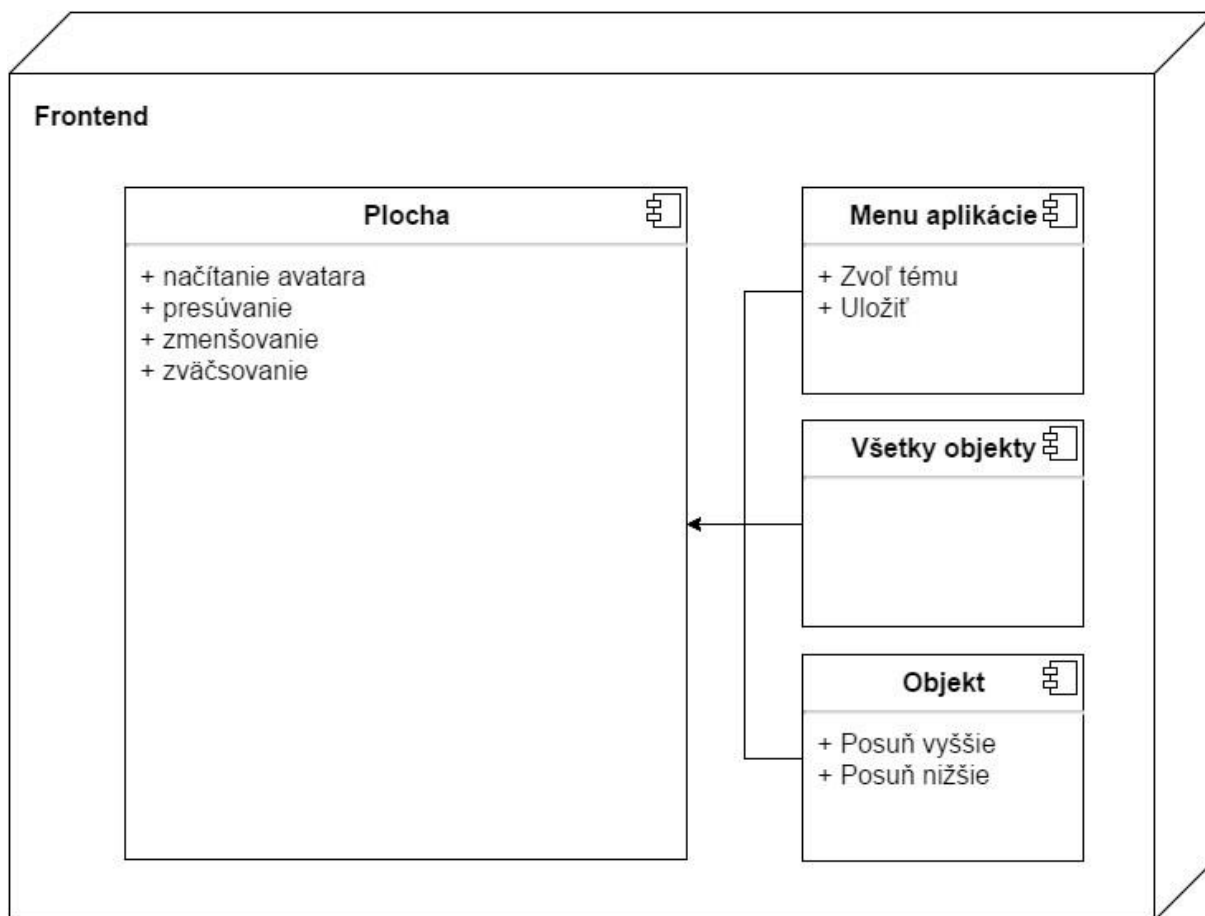 Frontend
Plocha
+ načítanie avatara
+ presúvanie
+ zmenšovanie
+ zväčsovanie
Menu aplikácie
+ Zvoľ tému
+ Uložiť
Všetky objekty
Objekt
+ Posuň vyššie
+ Posuň nižšie